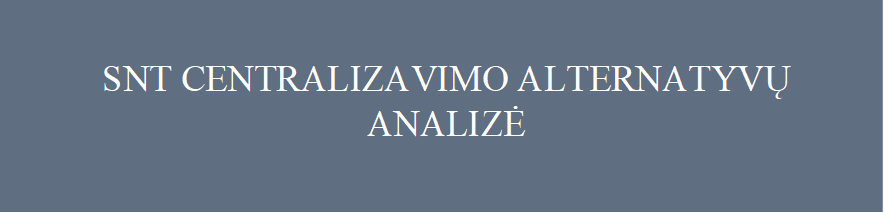 SNT CENTRALIZAVIMO ALTERNATYVŲ
ANALIZĖ